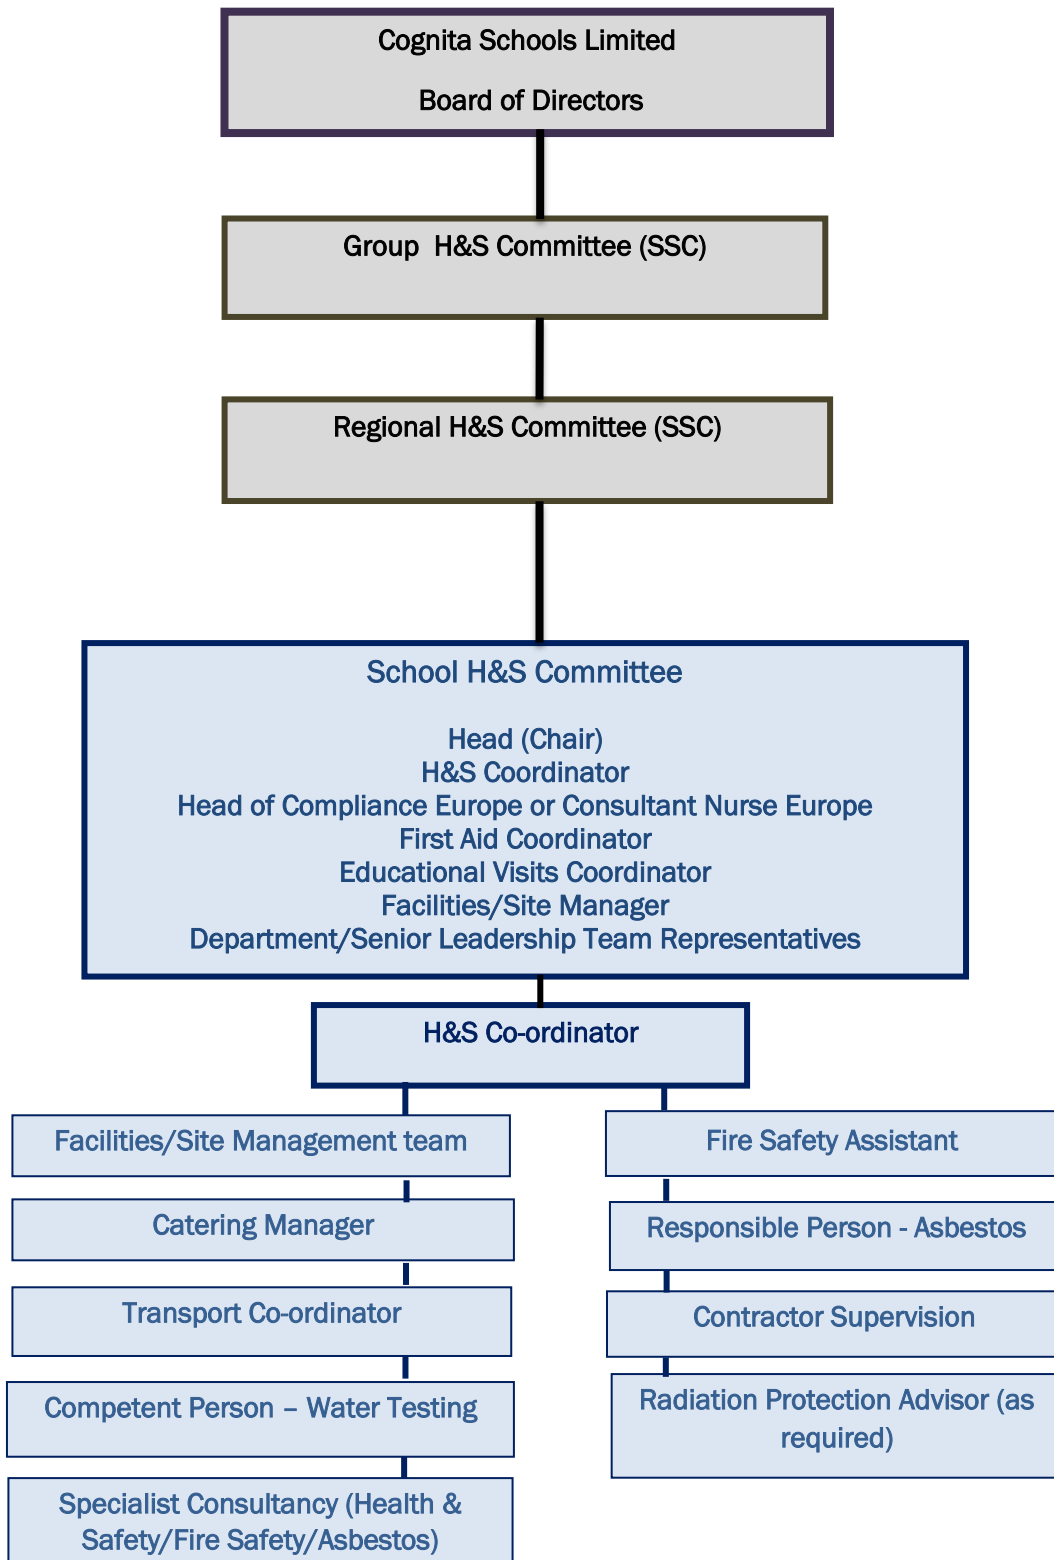 Cognita Schools Limited
Board of Directors
Group  H&S Committee (SSC)
Regional H&S Committee (SSC)
School H&S Committee
Head (Chair)
H&S Coordinator
Head of Compliance Europe or Consultant Nurse Europe
First Aid Coordinator
Educational Visits Coordinator
Facilities/Site Manager
Department/Senior Leadership Team Representatives
H&S Co-ordinator
Facilities/Site Management team
Catering Manager
Transport Co-ordinator
Competent Person – Water Testing
Specialist Consultancy (Health &
Safety/Fire Safety/Asbestos)
Fire Safety Assistant
Responsible Person - Asbestos
Contractor Supervision
Radiation Protection Advisor (as
required)